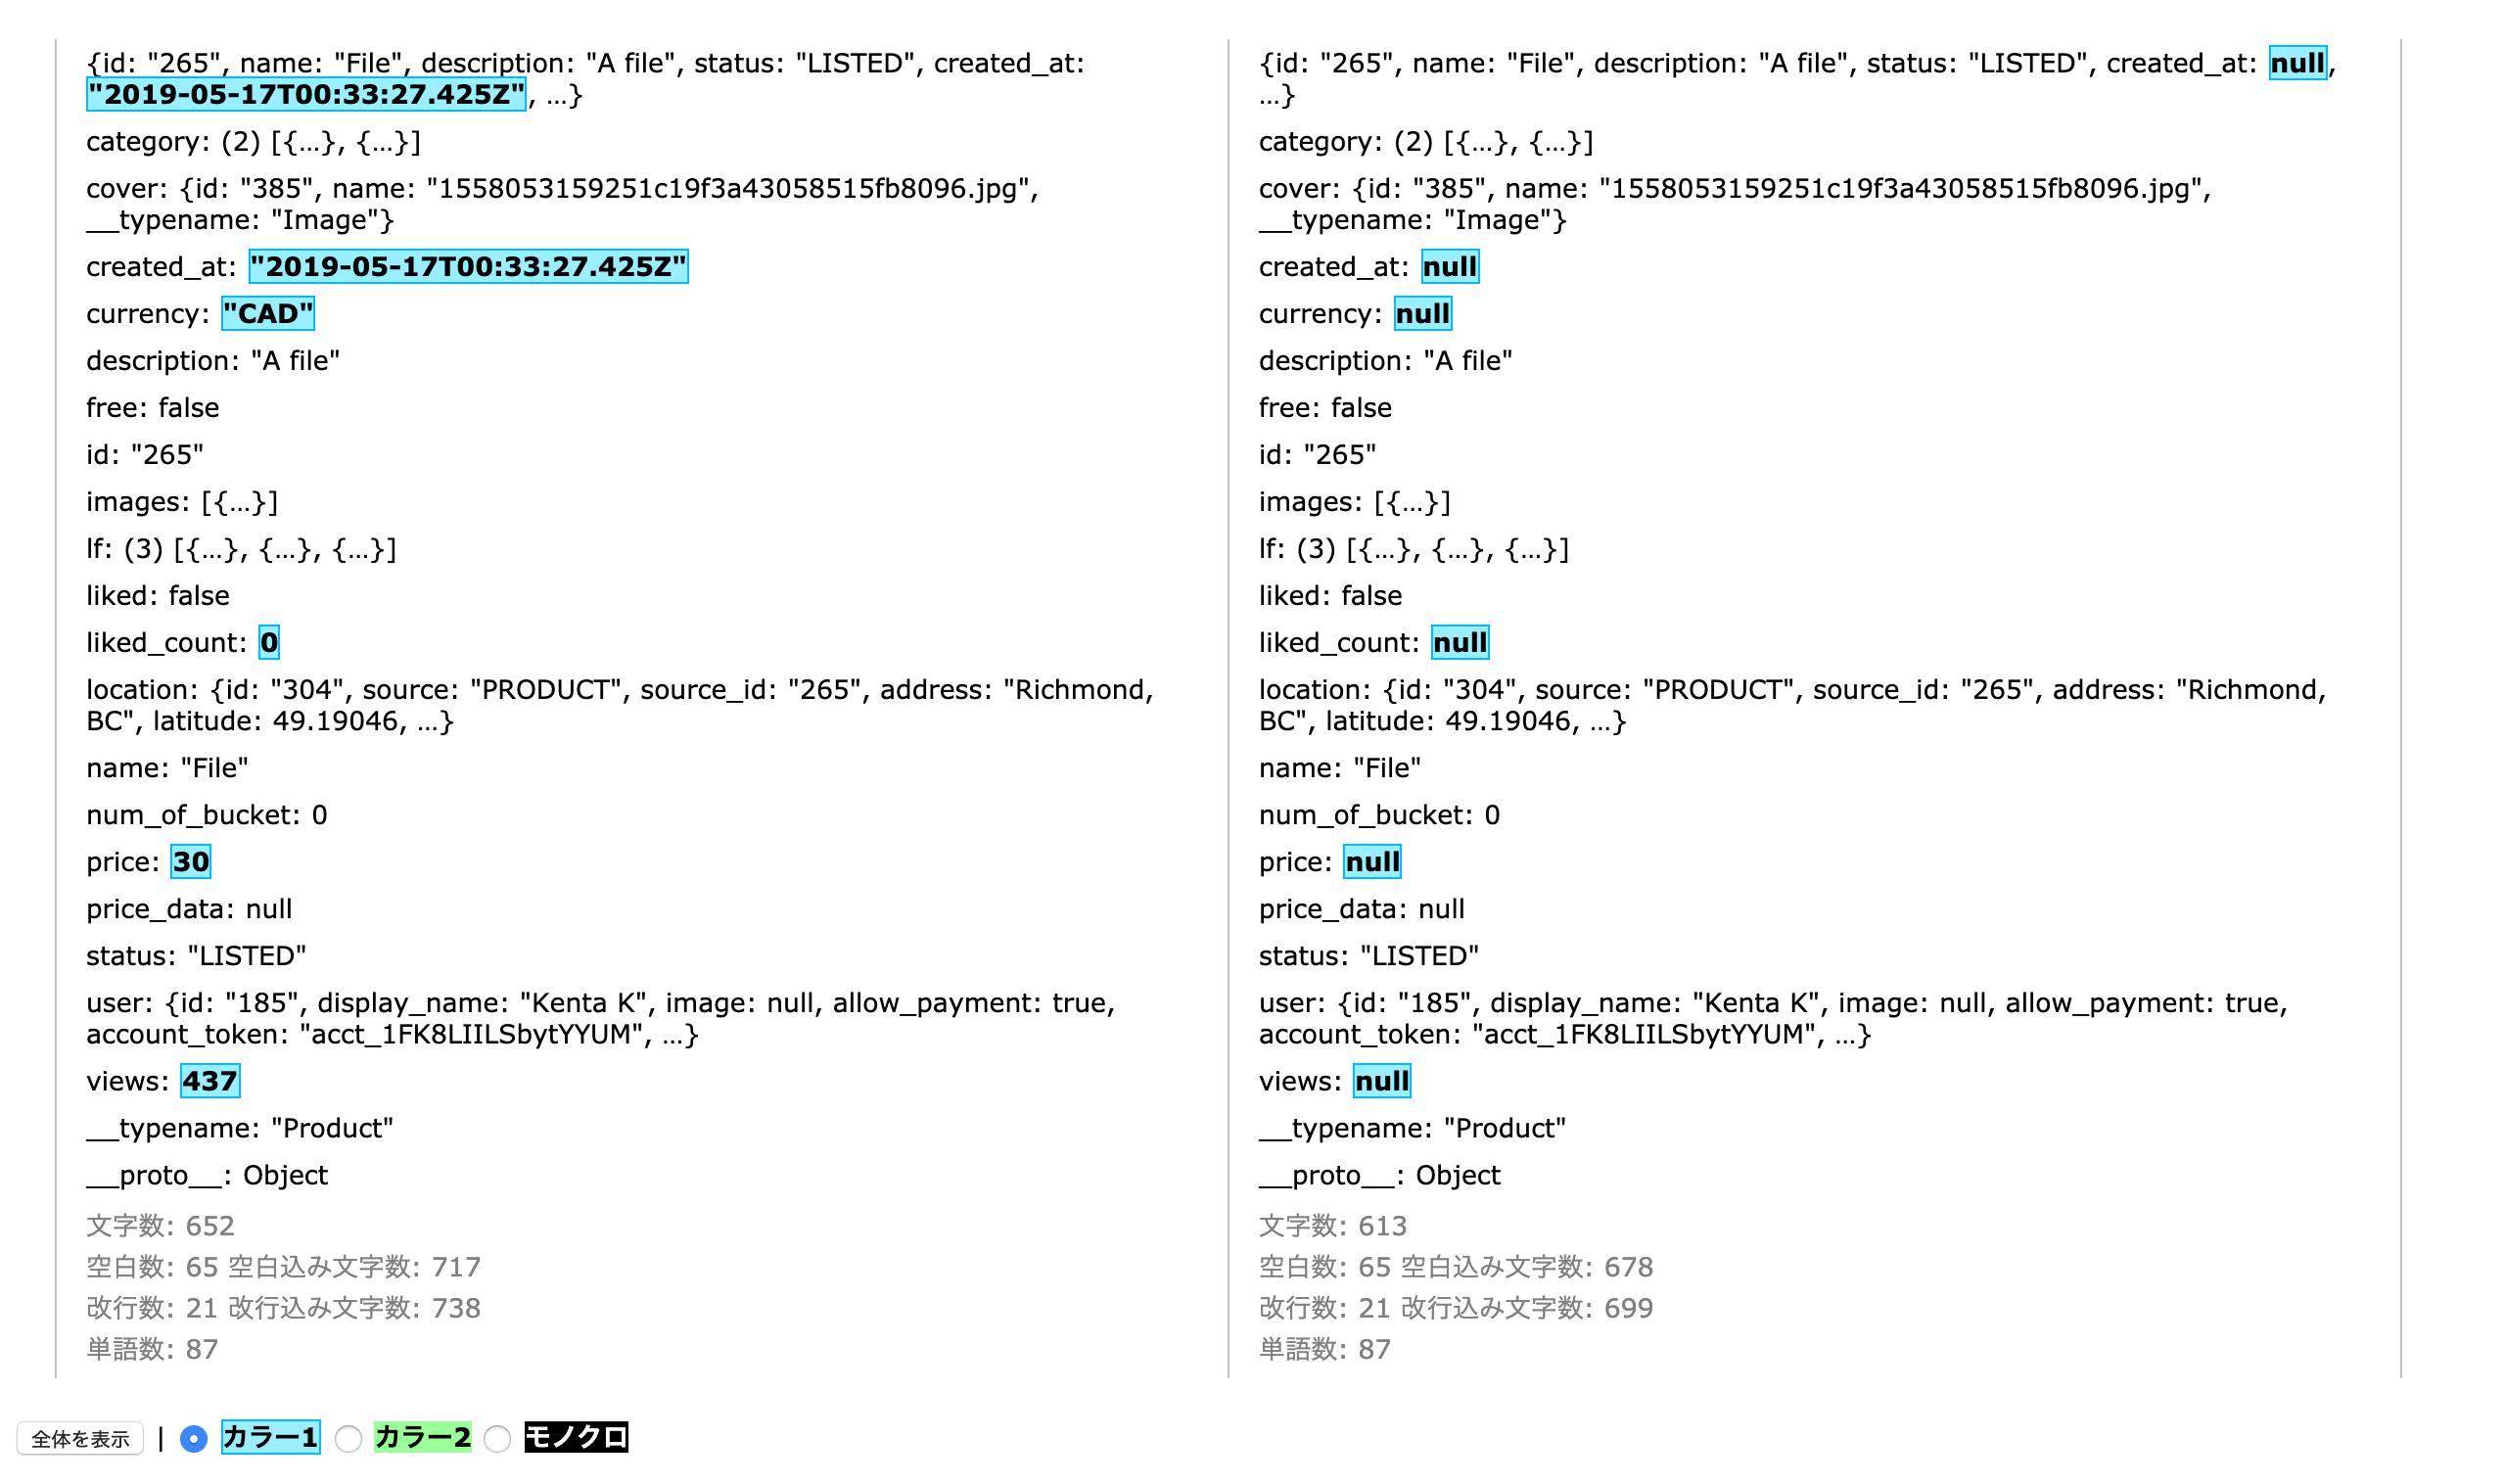 {id: "265", name: "File", description: "A file", status: "LISTED", created_at:
"2019-05-17T00:33:27.425Z", …}
category: (2) [{…}, {…}]
cover: {id: "385", name: "1558053159251c19f3a43058515fb8096.jpg",
__typename: "Image"}
created_at: "2019-05-17T00:33:27.425Z"
currency: "CAD"
description: "A file"
free: false
id: "265"
images: [{…}]
lf: (3) [{…}, {…}, {…}]
liked: false
liked_count: 0
location: {id: "304", source: "PRODUCT", source_id: "265", address: "Richmond,
BC", latitude: 49.19046, …}
name: "File"
num_of_bucket: 0
price: 30
price_data: null
status: "LISTED"
user: {id: "185", display_name: "Kenta K", image: null, allow_payment: true,
account_token: "acct_1FK8LIILSbytYYUM", …}
views: 437
__typename: "Product"
__proto__: Object
文字数: 652
空白数: 65 空白込み文字数: 717
改行数: 21 改行込み文字数: 738
単語数: 87
{id: "265", name: "File", description: "A file", status: "LISTED", created_at: null,
…}
category: (2) [{…}, {…}]
cover: {id: "385", name: "1558053159251c19f3a43058515fb8096.jpg",
__typename: "Image"}
created_at: null
currency: null
description: "A file"
free: false
id: "265"
images: [{…}]
lf: (3) [{…}, {…}, {…}]
liked: false
liked_count: null
location: {id: "304", source: "PRODUCT", source_id: "265", address: "Richmond,
BC", latitude: 49.19046, …}
name: "File"
num_of_bucket: 0
price: null
price_data: null
status: "LISTED"
user: {id: "185", display_name: "Kenta K", image: null, allow_payment: true,
account_token: "acct_1FK8LIILSbytYYUM", …}
views: null
__typename: "Product"
__proto__: Object
文字数: 613
空白数: 65 空白込み文字数: 678
改行数: 21 改行込み文字数: 699
単語数: 87
全体を表示 | カラー1 カラー2 モノクロ